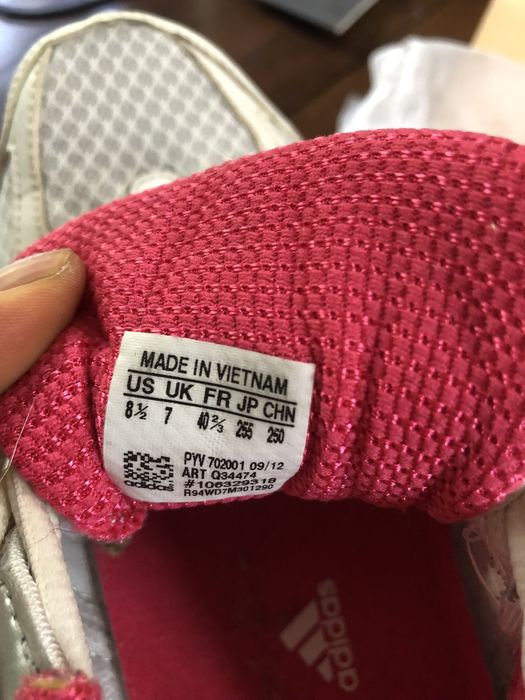 MADE IN VIETNAM
US UK FR JP CHN
8½ 7 40⅔ 255 250
PYV 702001 09/12
ART Q34474
#106329318
R94WD7M301290
adidas
adidas